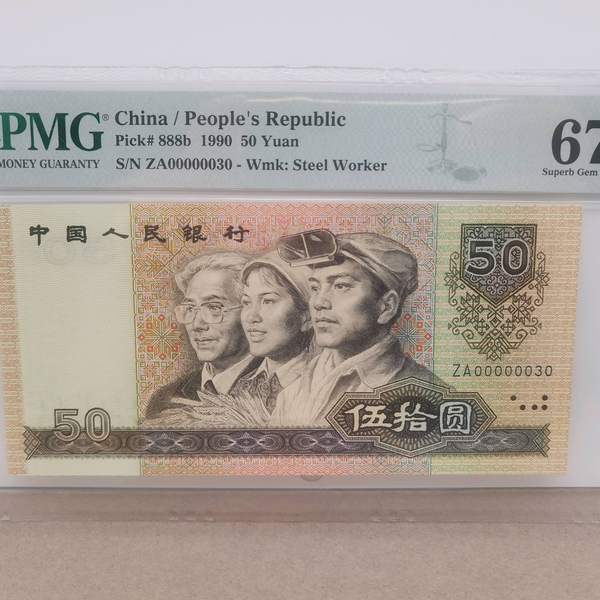 PMG®
MONEY GUARANTY
China / People's Republic
Pick# 888b 1990 50 Yuan
S/N ZA00000030 - Wmk: Steel Worker
67
Superb Gem
中国人民银行
50
ZA00000030
50
伍拾圆